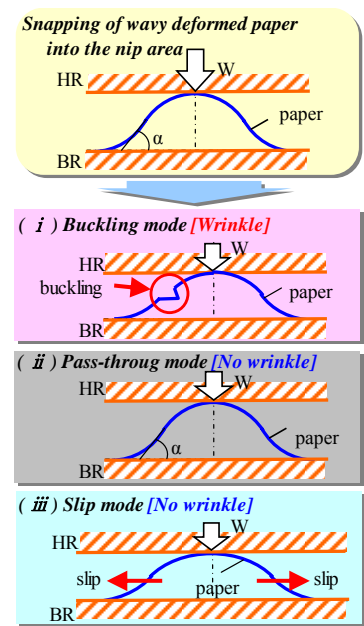 Snapping of wavy deformed paper
into the nip area
W
HR
paper
α
BR
( ⅰ ) Buckling mode [Wrinkle]
W
HR
buckling
paper
BR
( ⅱ ) Pass-throug mode [No wrinkle]
HR
W
α
paper
BR
( ⅲ ) Slip mode [No wrinkle]
W
HR
slip
paper
slip
BR